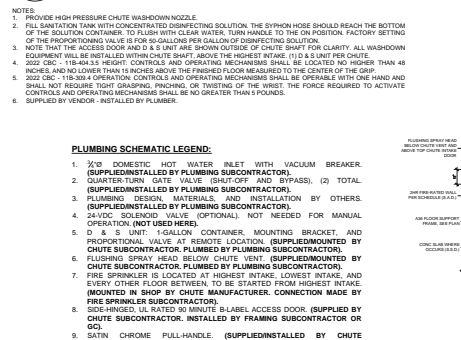 NOTES:
1. PROVIDE HIGH PRESSURE CHUTE WASHDOWN NOZZLE.
2. FILL SANITATION TANK WITH CONCENTRATED DISINFECTING SOLUTION. THE SYPHON HOSE SHOULD REACH THE BOTTOM
OF THE SOLUTION CONTAINER. TO FLUSH WITH CLEAR WATER, TURN HANDLE TO THE ON POSITION. FACTORY SETTING
OF THE PROPORTIONING VALVE IS FOR 50-GALLONS PER GALLON OF DISINFECTING SOLUTION.
3. NOTE THAT THE ACCESS DOOR AND D & S UNIT ARE SHOWN OUTSIDE OF CHUTE SHAFT FOR CLARITY. ALL WASHDOWN
EQUIPMENT WILL BE INSTALLED WITHIN CHUTE SHAFT, ABOVE THE HIGHEST INTAKE. (1) D & S UNIT PER CHUTE.
4. 2022 CBC - 11B-404.3.5 HEIGHT: CONTROLS AND OPERATING MECHANISMS SHALL BE LOCATED NO HIGHER THAN 48
INCHES, AND NO LOWER THAN 15 INCHES ABOVE THE FINISHED FLOOR MEASURED TO THE CENTER OF THE GRIP.
5. 2022 CBC - 11B-309.4 OPERATION: CONTROLS AND OPERATING MECHANISMS SHALL BE OPERABLE WITH ONE HAND AND
SHALL NOT REQUIRE TIGHT GRASPING, PINCHING, OR TWISTING OF THE WRIST. THE FORCE REQUIRED TO ACTIVATE
CONTROLS AND OPERATING MECHANISMS SHALL BE NO GREATER THAN 5 POUNDS.
6. SUPPLIED BY VENDOR - INSTALLED BY PLUMBER.
PLUMBING SCHEMATIC LEGEND:
1. ¾"Ø DOMESTIC HOT WATER INLET WITH VACUUM BREAKER.
(SUPPLIED/INSTALLED BY PLUMBING SUBCONTRACTOR).
2. QUARTER-TURN GATE VALVE (SHUT-OFF AND BYPASS), (2) TOTAL.
(SUPPLIED/INSTALLED BY PLUMBING SUBCONTRACTOR).
3. PLUMBING DESIGN, MATERIALS, AND INSTALLATION BY OTHERS.
(SUPPLIED/INSTALLED BY PLUMBING SUBCONTRACTOR).
4. 24-VDC SOLENOID VALVE (OPTIONAL). NOT NEEDED FOR MANUAL
OPERATION. (NOT USED HERE).
5. D & S UNIT: 1-GALLON CONTAINER, MOUNTING BRACKET, AND
PROPORTIONAL VALVE AT REMOTE LOCATION. (SUPPLIED/MOUNTED BY
CHUTE SUBCONTRACTOR. PLUMBED BY PLUMBING SUBCONTRACTOR).
6. FLUSHING SPRAY HEAD BELOW CHUTE VENT. (SUPPLIED/MOUNTED BY
CHUTE SUBCONTRACTOR. PLUMBED BY PLUMBING SUBCONTRACTOR).
7. FIRE SPRINKLER IS LOCATED AT HIGHEST INTAKE, LOWEST INTAKE, AND
EVERY OTHER FLOOR BETWEEN, TO BE STARTED FROM HIGHEST INTAKE.
(MOUNTED IN SHOP BY CHUTE MANUFACTURER. CONNECTION MADE BY
FIRE SPRINKLER SUBCONTRACTOR).
8. SIDE-HINGED, UL RATED 90 MINUTE B-LABEL ACCESS DOOR. (SUPPLIED BY
CHUTE SUBCONTRACTOR. INSTALLED BY FRAMING SUBCONTRACTOR OR
GC).
9. SATIN CHROME PULL-HANDLE. (SUPPLIED/INSTALLED BY CHUTE
FLUSHING SPRAY HEAD
BELOW CHUTE VENT AND
ABOVE TOP CHUTE INTAKE
DOOR
2HR FIRE-RATED WALL
PER SCHEDULE (S.A.D.)
FLOOR SUPPORT
FRAME, SEE PLAN
CONC SLAB WHERE
OCCURS (S.S.D.)